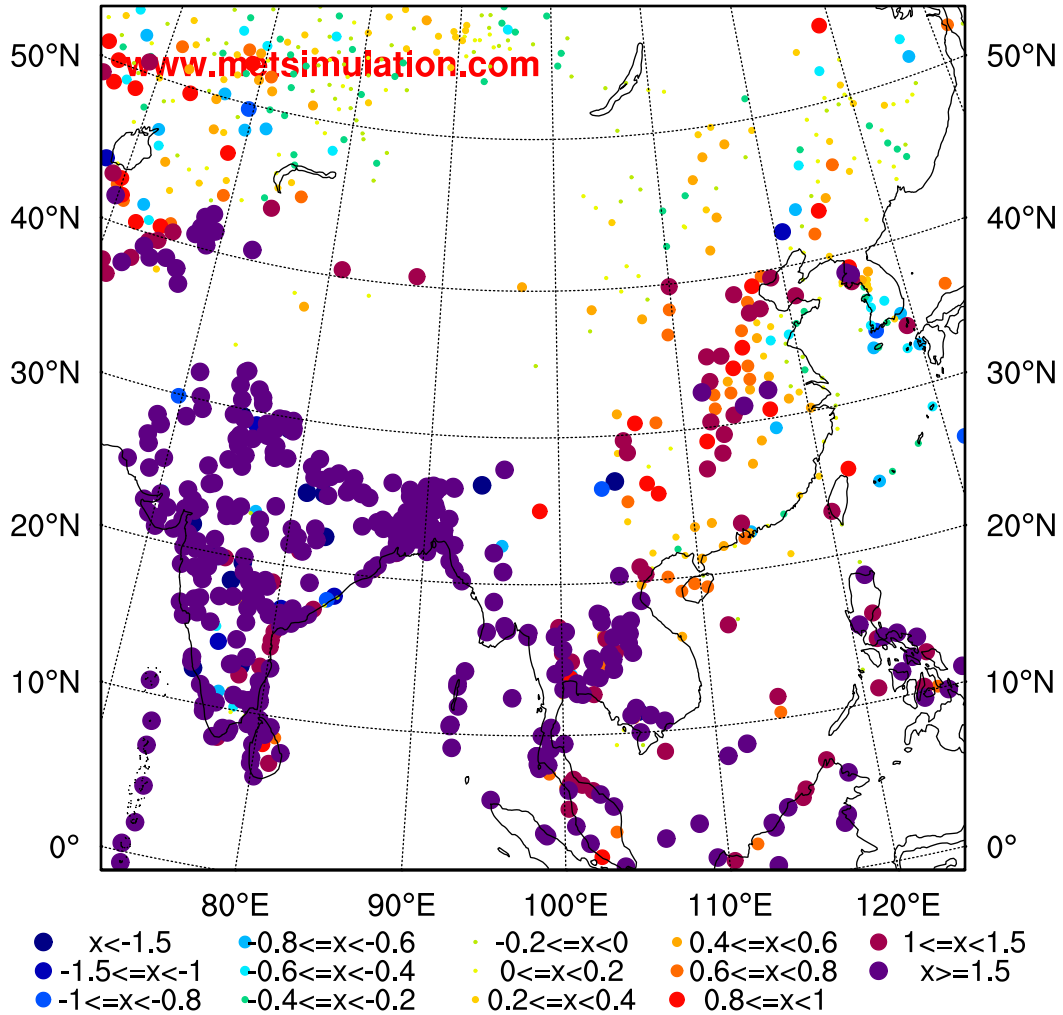 50°N 50°N
www.metsimulation.com
40°N 40°N
30°N 30°N
20°N 20°N
10°N 10°N
0° 0°
80°E 90°E 100°E 110°E 120°E
x<-1.5 -0.8<=x<-0.6 -0.2<=x<0 0.4<=x<0.6 1<=x<1.5
-1.5<=x<-1 -0.6<=x<-0.4 0<=x<0.2 0.6<=x<0.8 x>=1.5
-1<=x<-0.8 -0.4<=x<-0.2 0.2<=x<0.4 0.8<=x<1